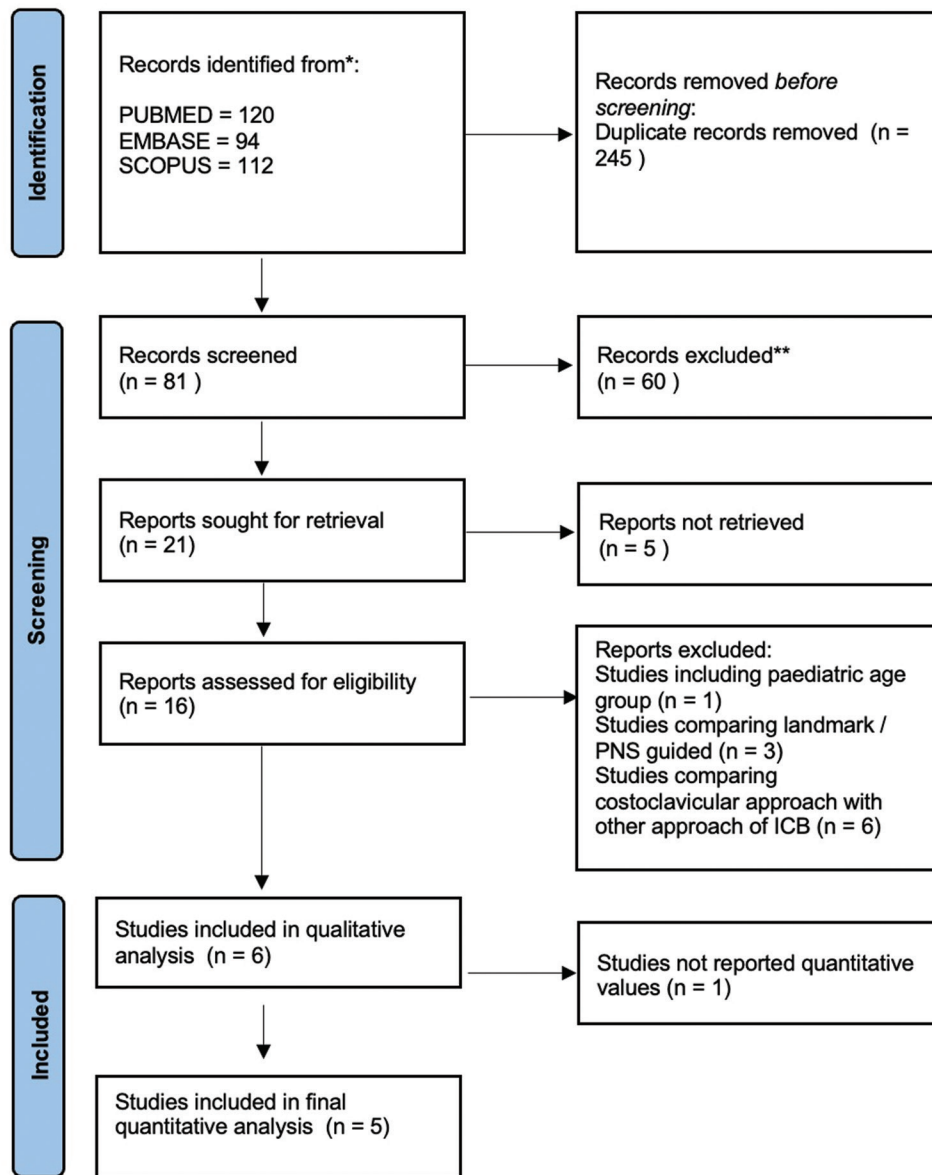 Identification
Records identified from*:
PUBMED = 120
EMBASE = 94
SCOPUS = 112
Records removed before
screening:
Duplicate records removed (n =
245 )
Screening
Records screened
(n = 81 )
Records excluded**
(n = 60 )
Reports sought for retrieval
(n = 21)
Reports not retrieved
(n = 5 )
Reports assessed for eligibility
(n = 16)
Reports excluded:
Studies including paediatric age
group (n = 1)
Studies comparing landmark /
PNS guided (n = 3)
Studies comparing
costoclavicular approach with
other approach of ICB (n = 6)
Included
Studies included in qualitative
analysis (n = 6)
Studies not reported quantitative
values (n = 1)
Studies included in final
quantitative analysis (n = 5)